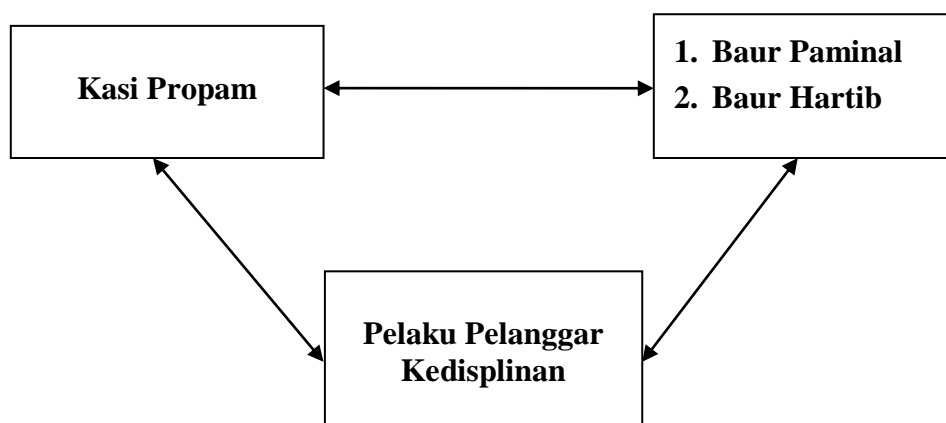 Kasi Propam
1. Baur Paminal
2. Baur Hartib
Pelaku Pelanggar
Kedisplinan